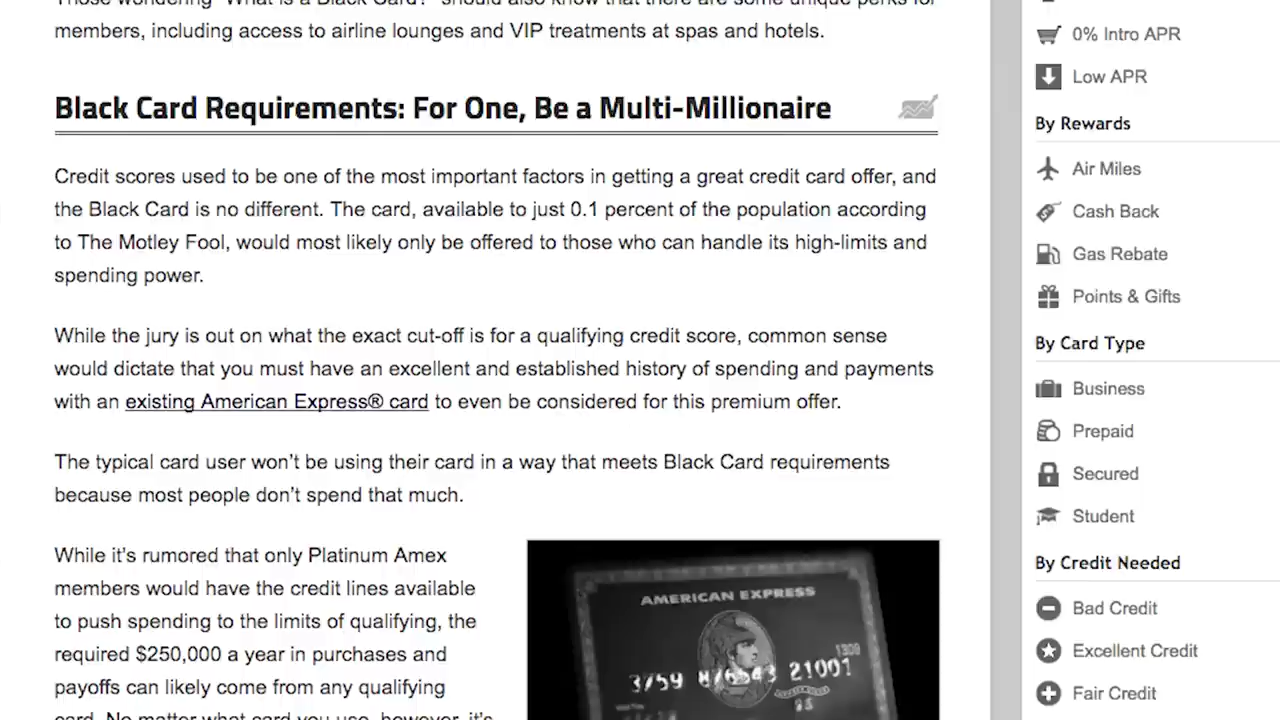 members, including access to airline lounges and VIP treatments at spas and hotels.
Black Card Requirements: For One, Be a Multi-Millionaire
Credit scores used to be one of the most important factors in getting a great credit card offer, and
the Black Card is no different. The card, available to just 0.1 percent of the population according
to The Motley Fool, would most likely only be offered to those who can handle its high-limits and
spending power.
While the jury is out on what the exact cut-off is for a qualifying credit score, common sense
would dictate that you must have an excellent and established history of spending and payments
with an existing American Express® card to even be considered for this premium offer.
The typical card user won't be using their card in a way that meets Black Card requirements
because most people don't spend that much.
While it's rumored that only Platinum Amex
members would have the credit lines available
to push spending to the limits of qualifying, the
required $250,000 a year in purchases and
payoffs can likely come from any qualifying
card. No matter what card you use, however, it's
AMERICAN EXPRESS
21001
0% Intro APR
Low APR
By Rewards
Air Miles
Cash Back
Gas Rebate
Points & Gifts
By Card Type
Business
Prepaid
Secured
Student
By Credit Needed
Bad Credit
Excellent Credit
Fair Credit